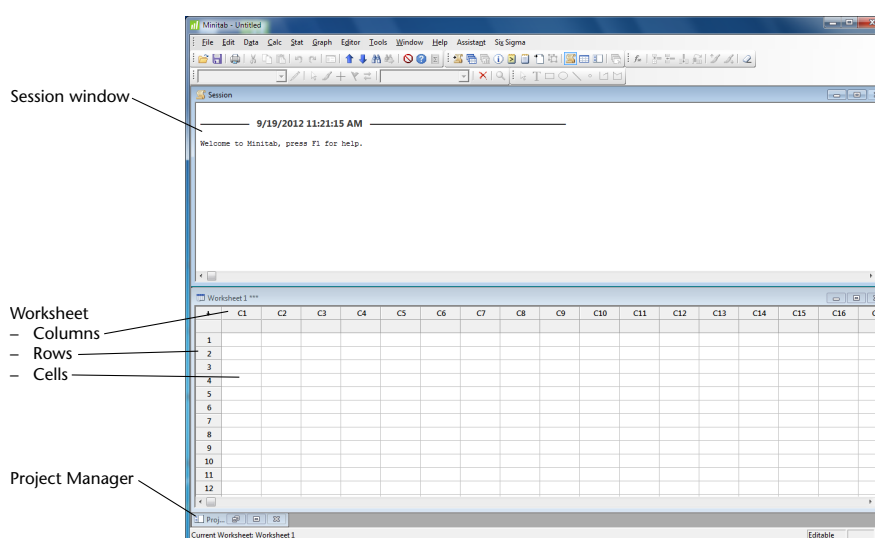 Minitab - Untitled
File Edit Data Calc Stat Graph Editor Tools Window Help Assistant Six Sigma
Session window
Session
9/19/2012 11:21:15 AM
Welcome to Minitab, press F1 for help.
Worksheet
– Columns
– Rows
– Cells
Worksheet 1 ***
C1 C2 C3 C4 C5 C6 C7 C8 C9 C10 C11 C12 C13 C14 C15 C16
1
2
3
4
5
6
7
8
9
10
11
12
Project Manager
Proj...
Current Worksheet: Worksheet 1 Editable